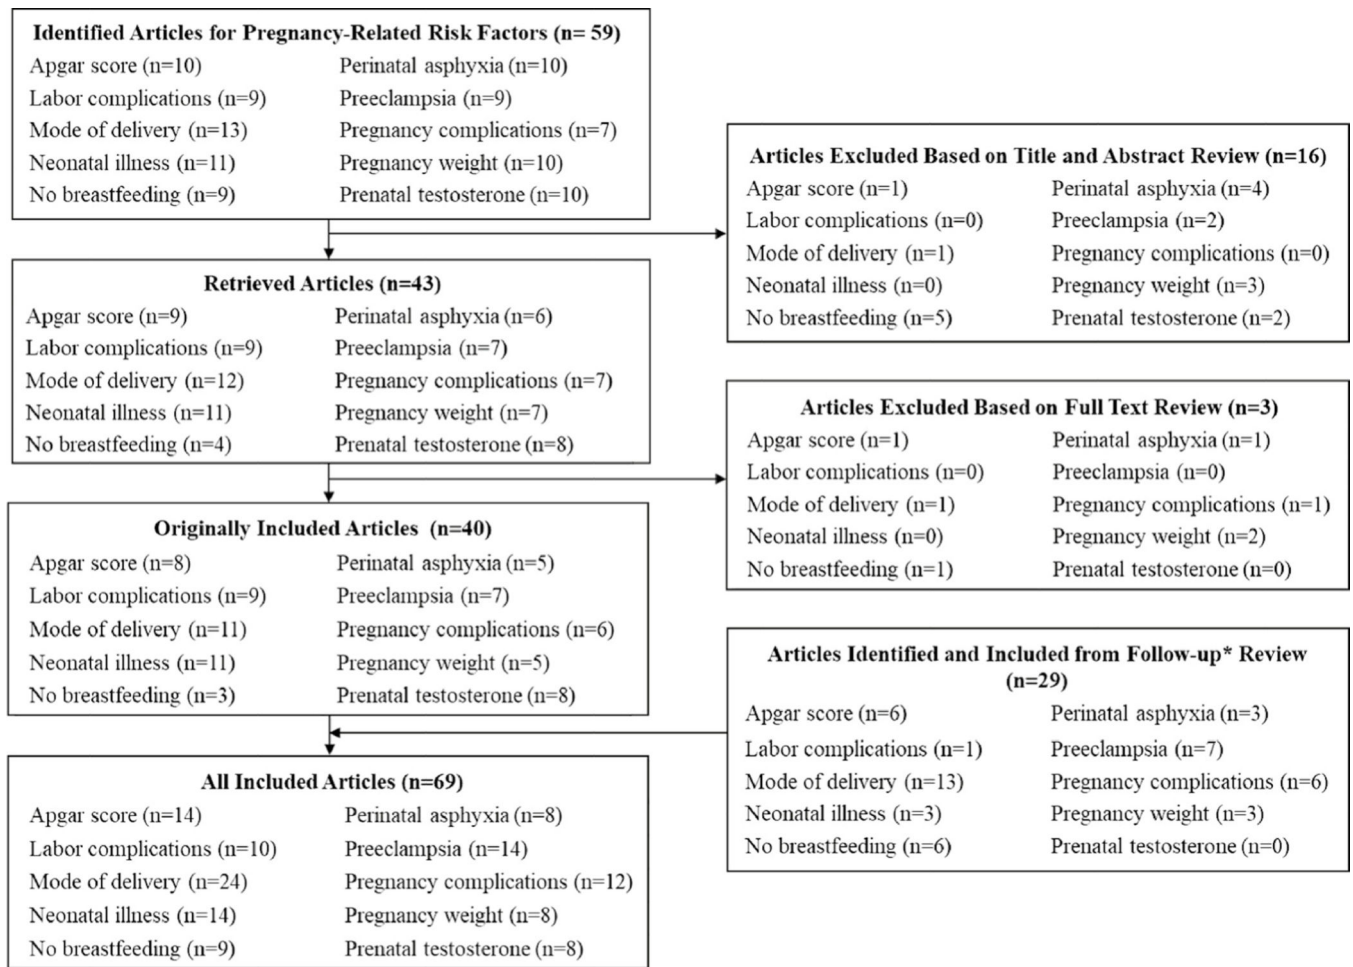 Identified Articles for Pregnancy-Related Risk Factors (n= 59)
Apgar score (n=10) Perinatal asphyxia (n=10)
Labor complications (n=9) Preeclampsia (n=9)
Mode of delivery (n=13) Pregnancy complications (n=7)
Neonatal illness (n=11) Pregnancy weight (n=10)
No breastfeeding (n=9) Prenatal testosterone (n=10)
Articles Excluded Based on Title and Abstract Review (n=16)
Apgar score (n=1) Perinatal asphyxia (n=4)
Labor complications (n=0) Preeclampsia (n=2)
Mode of delivery (n=1) Pregnancy complications (n=0)
Neonatal illness (n=0) Pregnancy weight (n=3)
No breastfeeding (n=5) Prenatal testosterone (n=2)
Retrieved Articles (n=43)
Apgar score (n=9) Perinatal asphyxia (n=6)
Labor complications (n=9) Preeclampsia (n=7)
Mode of delivery (n=12) Pregnancy complications (n=7)
Neonatal illness (n=11) Pregnancy weight (n=7)
No breastfeeding (n=4) Prenatal testosterone (n=8)
Articles Excluded Based on Full Text Review (n=3)
Apgar score (n=1) Perinatal asphyxia (n=1)
Labor complications (n=0) Preeclampsia (n=0)
Mode of delivery (n=1) Pregnancy complications (n=1)
Neonatal illness (n=0) Pregnancy weight (n=2)
No breastfeeding (n=1) Prenatal testosterone (n=0)
Originally Included Articles (n=40)
Apgar score (n=8) Perinatal asphyxia (n=5)
Labor complications (n=9) Preeclampsia (n=7)
Mode of delivery (n=11) Pregnancy complications (n=6)
Neonatal illness (n=11) Pregnancy weight (n=5)
No breastfeeding (n=3) Prenatal testosterone (n=8)
Articles Identified and Included from Follow-up* Review
(n=29)
Apgar score (n=6) Perinatal asphyxia (n=3)
Labor complications (n=1) Preeclampsia (n=7)
Mode of delivery (n=13) Pregnancy complications (n=6)
Neonatal illness (n=3) Pregnancy weight (n=3)
No breastfeeding (n=6) Prenatal testosterone (n=0)
All Included Articles (n=69)
Apgar score (n=14) Perinatal asphyxia (n=8)
Labor complications (n=10) Preeclampsia (n=14)
Mode of delivery (n=24) Pregnancy complications (n=12)
Neonatal illness (n=14) Pregnancy weight (n=8)
No breastfeeding (n=9) Prenatal testosterone (n=8)